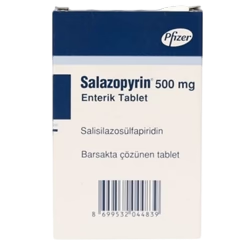 Pfizer
Salazopyrin® 500 mg
Enterik Tablet
Salisilazosülfapiridin
Barsakta çözünen tablet
8 699532 044839